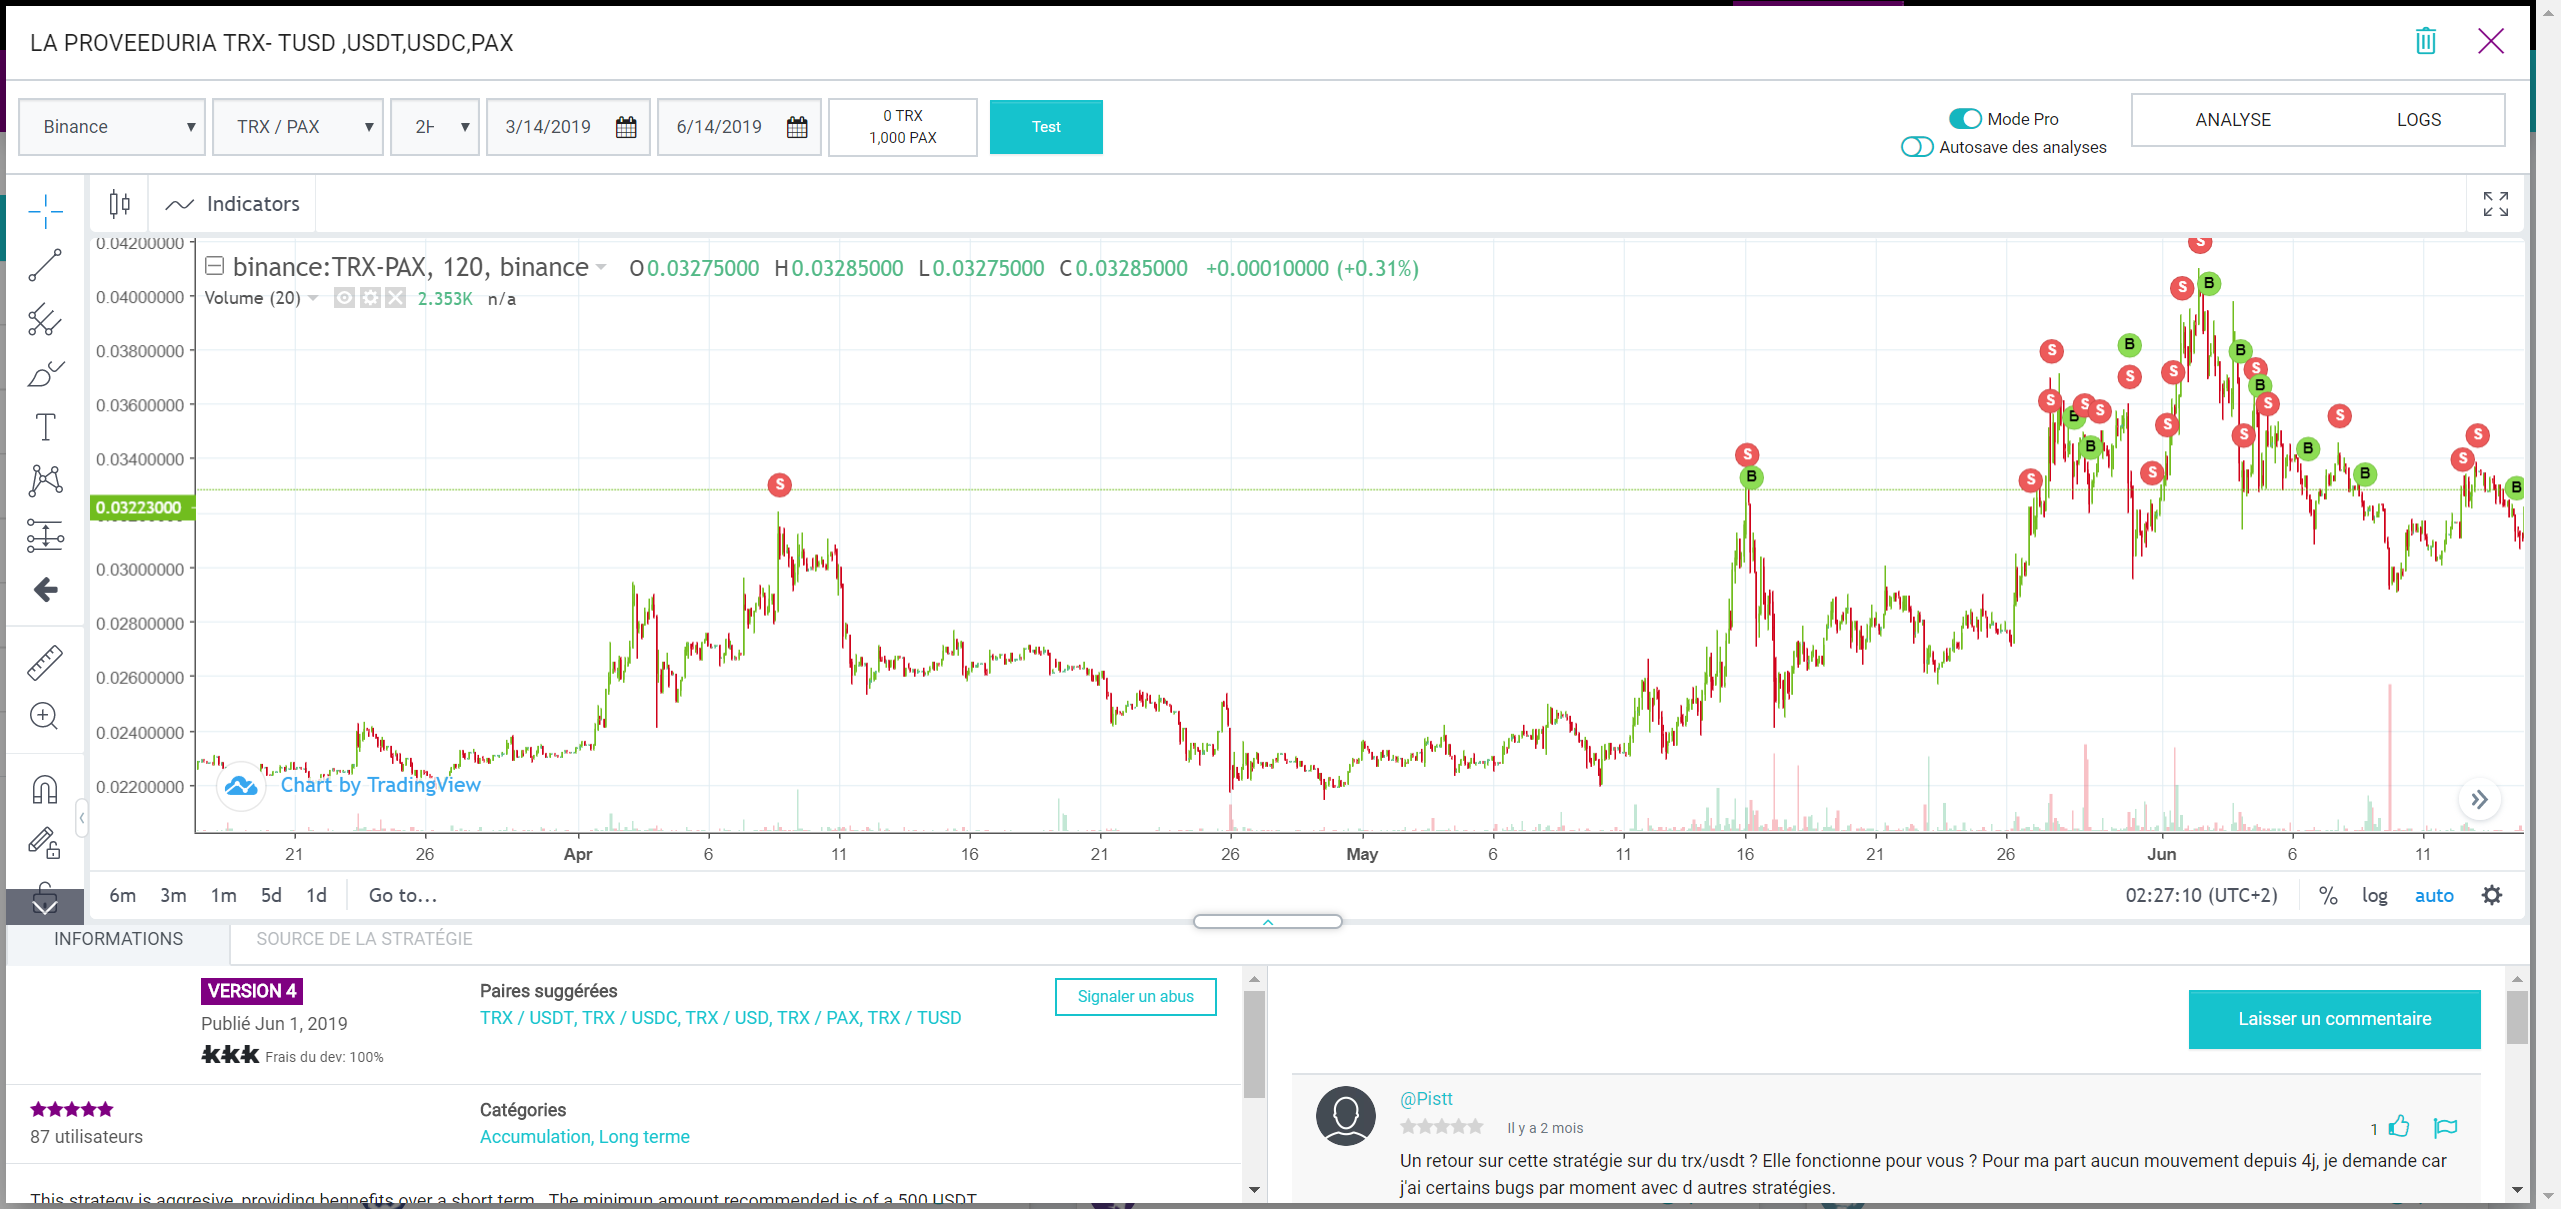 LA PROVEEDURIA TRX- TUSD ,USDT,USDC,PAX
Binance
TRX / PAX
3/14/2019
6/14/2019
0 TRX
1,000 PAX
Test
Mode Pro
Autosave des analyses
ANALYSE
LOGS
Indicators
binance:TRX-PAX, 120, binance O0.03275000 H0.03285000 L0.03275000 C0.03285000 +0.00010000 (+0.31%)
Volume (20) 2.353K n/a
0.04200000
0.04000000
0.03800000
0.03600000
0.03400000
0.03223000
0.03000000
0.02800000
0.02600000
0.02400000
0.02200000
S
S
B
S
S
S
B
S
S
B
B
S
S
S
S
S
S
B
B
S
S
B
S
B
S
B
S
S
B
Chart by TradingView
21 26 Apr 6 11 16 21 26 May 6 11 16 21 26 Jun 6 11
6m 3m 1m 5d 1d Go to...
02:27:10 (UTC+2) % log auto
INFORMATIONS
SOURCE DE LA STRATÉGIE
VERSION 4
Publié Jun 1, 2019
Frais du dev: 100%
Paires suggérées
TRX / USDT, TRX / USDC, TRX / USD, TRX / PAX, TRX / TUSD
Signaler un abus
87 utilisateurs
Catégories
Accumulation, Long terme
This strategy is aggresive, providing bennefits over a short term. The minimun amount recommended is of a 500 USDT
Laisser un commentaire
@Pistt
Il y a 2 mois
1
Un retour sur cette stratégie sur du trx/usdt ? Elle fonctionne pour vous ? Pour ma part aucun mouvement depuis 4j, je demande car
j'ai certains bugs par moment avec d autres stratégies.